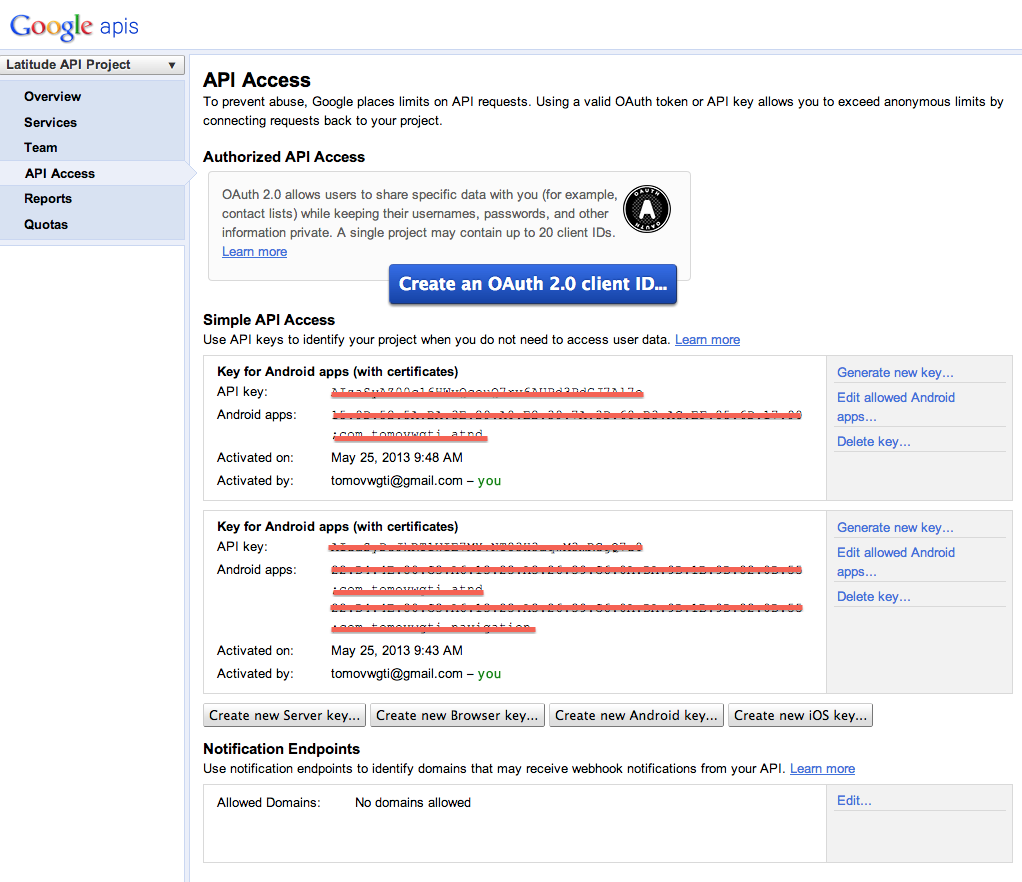 Google apis
Latitude API Project ▼
Overview
Services
Team
API Access
Reports
Quotas
API Access
To prevent abuse, Google places limits on API requests. Using a valid OAuth token or API key allows you to exceed anonymous limits by
connecting requests back to your project.
Authorized API Access
OAuth 2.0 allows users to share specific data with you (for example,
contact lists) while keeping their usernames, passwords, and other
information private. A single project may contain up to 20 client IDs.
Learn more
OAUTH
A
OAUTH
Create an OAuth 2.0 client ID...
Simple API Access
Use API keys to identify your project when you do not need to access user data. Learn more
Key for Android apps (with certificates)
API key:
Android apps:
Activated on: May 25, 2013 9:48 AM
Activated by: tomovwgti@gmail.com – you
Generate new key...
Edit allowed Android
apps...
Delete key...
Key for Android apps (with certificates)
API key:
Android apps:
Activated on: May 25, 2013 9:43 AM
Activated by: tomovwgti@gmail.com – you
Generate new key...
Edit allowed Android
apps...
Delete key...
Create new Server key... Create new Browser key... Create new Android key... Create new iOS key...
Notification Endpoints
Use notification endpoints to identify domains that may receive webhook notifications from your API. Learn more
Allowed Domains: No domains allowed
Edit...